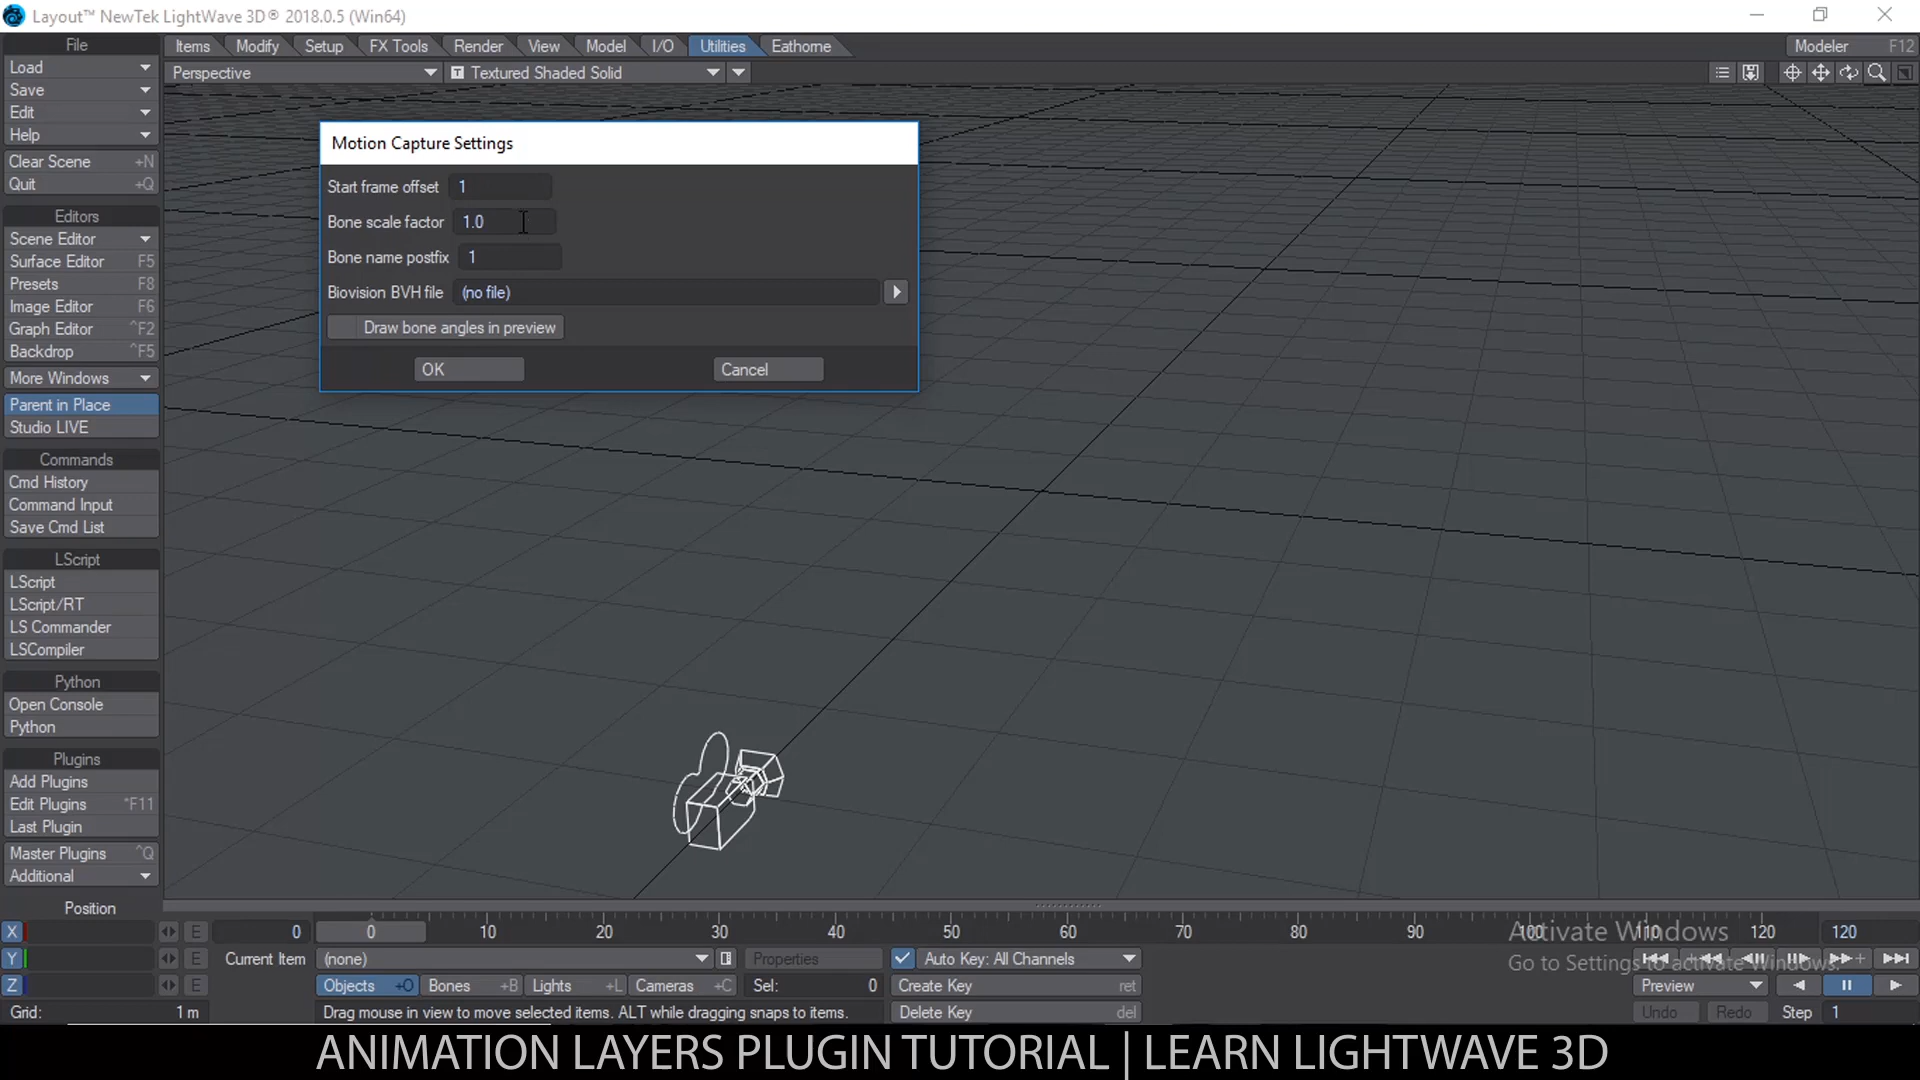 Layout™ NewTek LightWave 3D® 2018.0.5 (Win64)
File
Items Modify Setup FX Tools Render View Model I/O Utilities Eathome Modeler F12
Load
Perspective T Textured Shaded Solid
Save
Edit
Help
Clear Scene +N
Quit +Q
Editors
Scene Editor
Surface Editor F5
Presets F8
Image Editor F6
Graph Editor ^F2
Backdrop ^F5
More Windows
Parent in Place
Studio LIVE
Commands
Cmd History
Command Input
Save Cmd List
LScript
LScript
LScript/RT
LS Commander
LSCompiler
Python
Open Console
Python
Plugins
Add Plugins
Edit Plugins ^F11
Last Plugin
Master Plugins ^Q
Additional
Motion Capture Settings
Start frame offset 1
Bone scale factor 1.0
Bone name postfix 1
Biovision BVH file (no file)
Draw bone angles in preview
OK Cancel
Position
X E 0 0 10 20 30 40 50 60 70 80 90 100 110 120 120
Y E Current Item (none) Properties Auto Key: All Channels
Z E Objects +O Bones +B Lights +L Cameras +C Sel: 0 Create Key ret Preview
Grid: 1 m Drag mouse in view to move selected items. ALT while dragging snaps to items. Delete Key del Undo Redo Step 1
Activate Windows
Go to Settings to activate Windows.
ANIMATION LAYERS PLUGIN TUTORIAL | LEARN LIGHTWAVE 3D